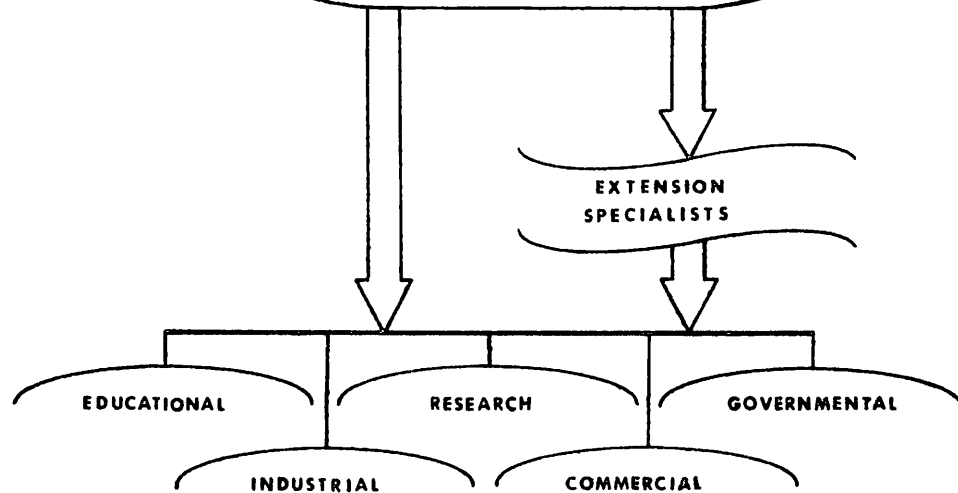 EXTENSION
SPECIALISTS
EDUCATIONAL
RESEARCH
GOVERNMENTAL
INDUSTRIAL
COMMERCIAL